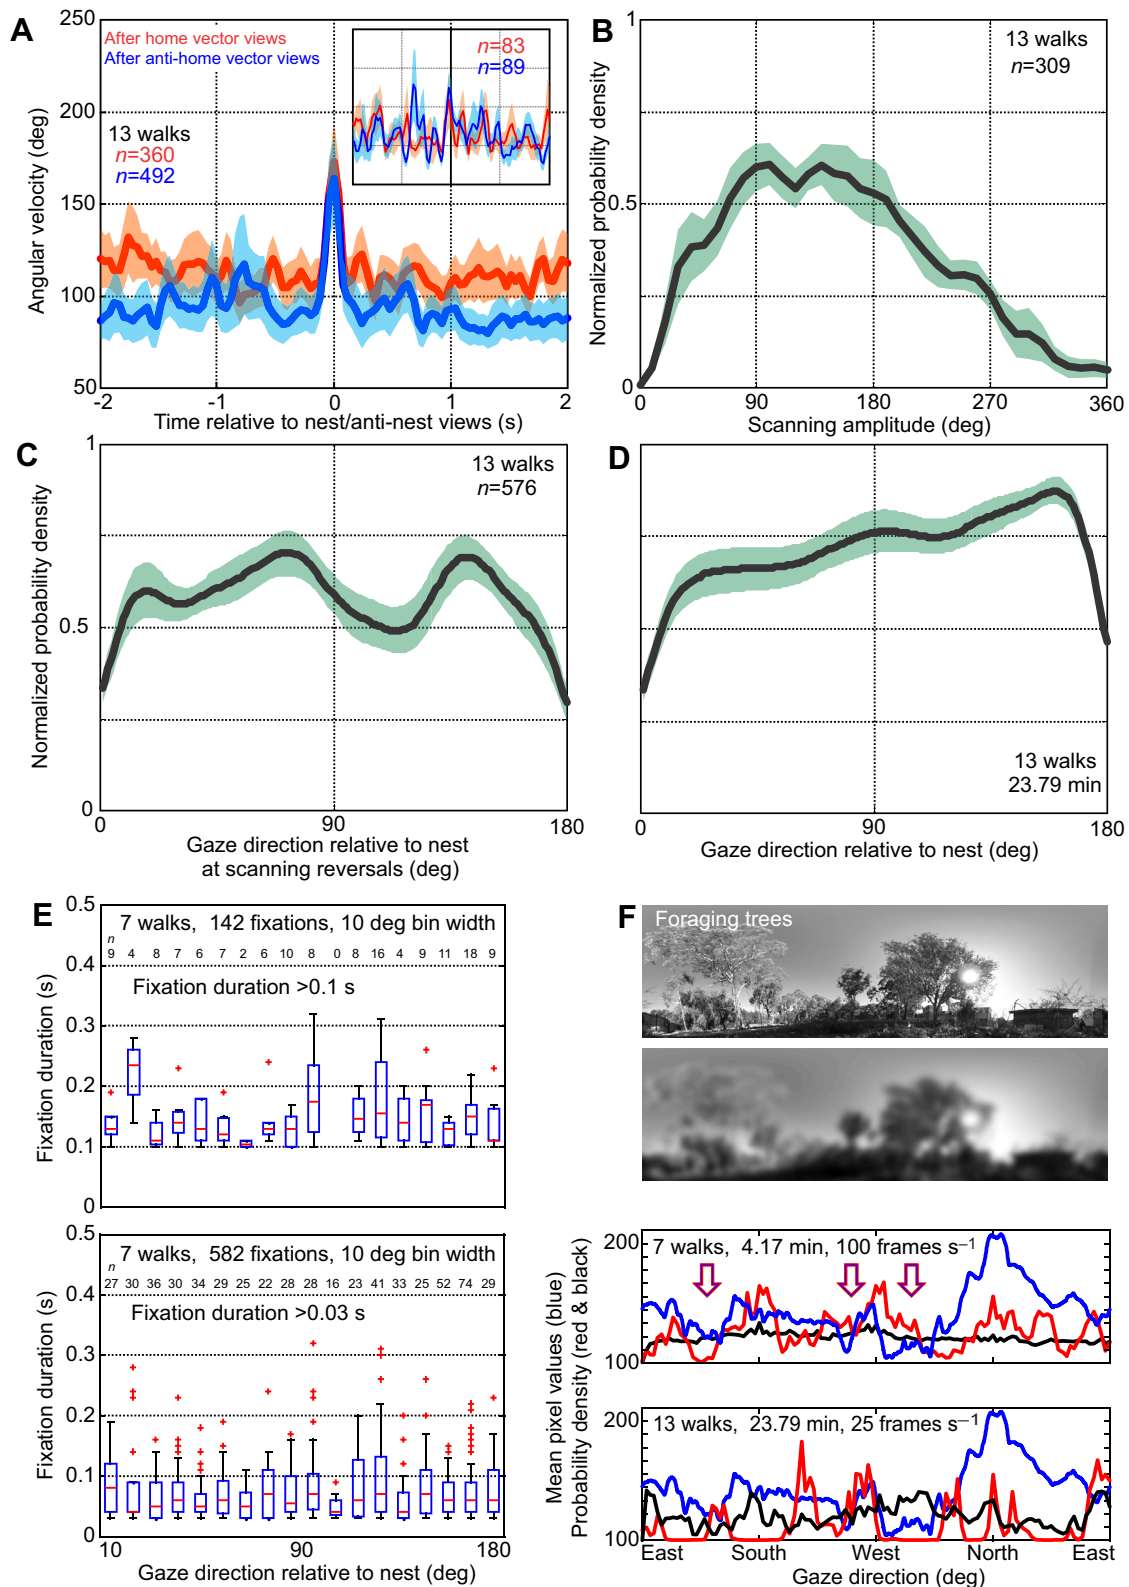 A
After home vector views
After anti-home vector views
n=83
n=89
13 walks
n=360
n=492
Angular velocity (deg)
250
200
150
100
50
-2
-1
0
1
2
Time relative to nest/anti-nest views (s)
B
13 walks
n=309
Normalized probability density
1
0.5
0
0
90
180
270
360
Scanning amplitude (deg)
C
13 walks
n=576
Normalized probability density
1
0.5
0
0
90
180
Gaze direction relative to nest
at scanning reversals (deg)
D
13 walks
23.79 min
0
90
180
Gaze direction relative to nest (deg)
E
7 walks, 142 fixations, 10 deg bin width
n
9 4 8 7 6 7 2 6 10 8 0 8 16 4 9 11 18 9
Fixation duration >0.1 s
Fixation duration (s)
0.5
0.4
0.3
0.2
0.1
0
7 walks, 582 fixations, 10 deg bin width
n
27 30 36 30 34 29 25 22 28 28 16 23 41 33 25 52 74 29
Fixation duration >0.03 s
Fixation duration (s)
0.5
0.4
0.3
0.2
0.1
0
10
90
180
Gaze direction relative to nest (deg)
F
Foraging trees
7 walks, 4.17 min, 100 frames s⁻¹
200
100
13 walks, 23.79 min, 25 frames s⁻¹
200
100
Mean pixel values (blue)
Probability density (red & black)
East
South
West
North
East
Gaze direction (deg)